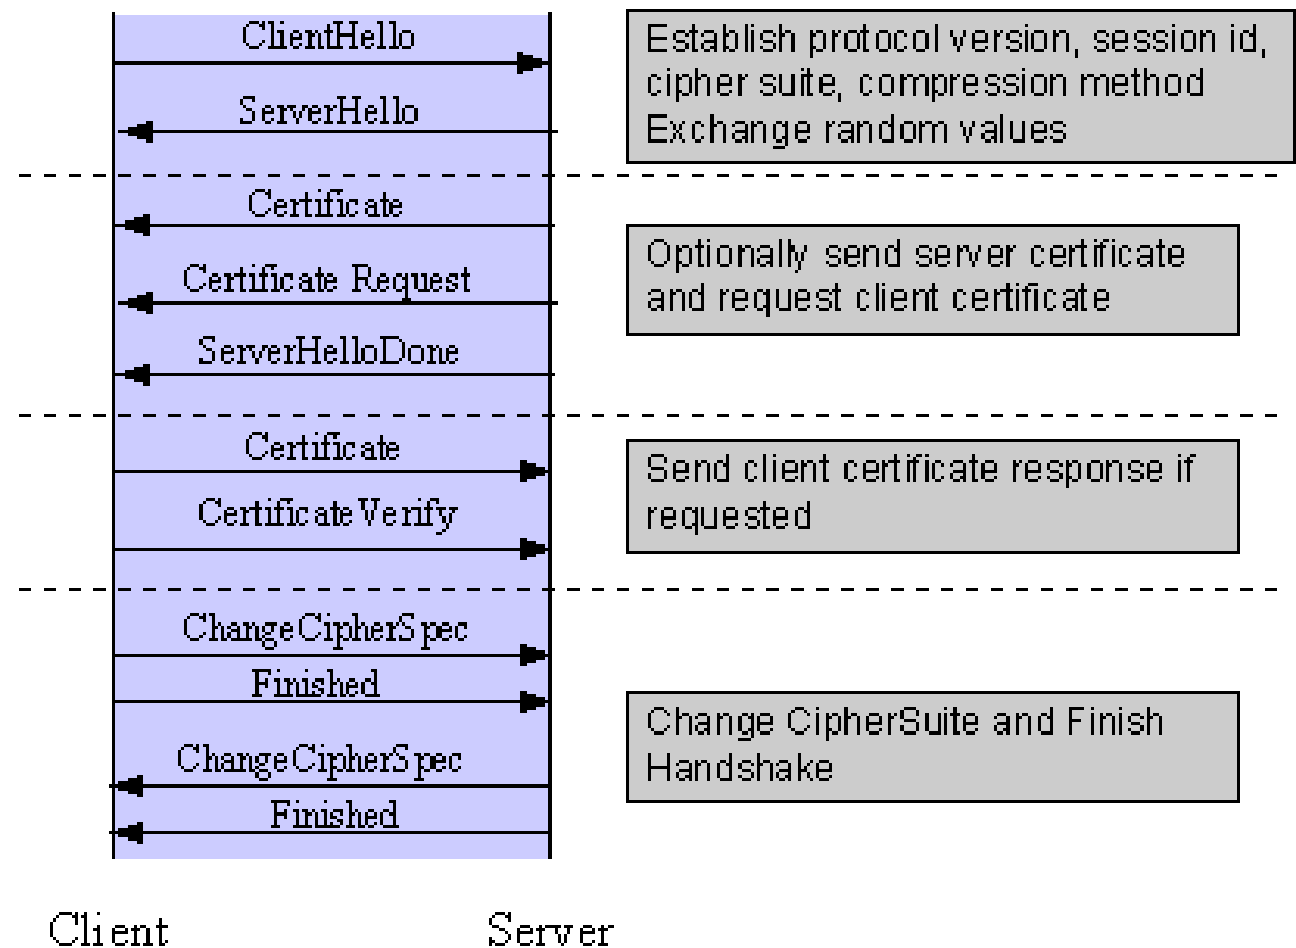 ClientHello
Establish protocol version, session id,
cipher suite, compression method
Exchange random values
ServerHello
Certificate
Optionally send server certificate
and request client certificate
Certificate Request
ServerHelloDone
Certificate
Send client certificate response if
requested
CertificateVerify
ChangeCipherSpec
Finished
Change CipherSuite and Finish
Handshake
ChangeCipherSpec
Finished
Client
Server